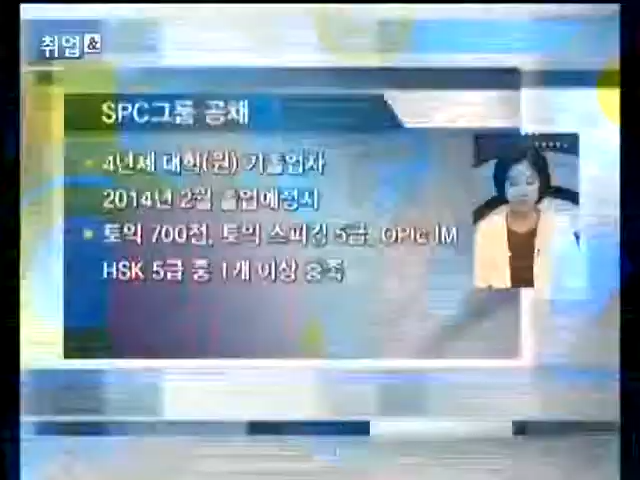 취업&
SPC그룹 공채
4년제 대학(원) 기졸업자
2014년 2월 졸업예정자
토익 700점, 토익 스피킹 5급, OPIc IM
HSK 5급 중 1개 이상 충족